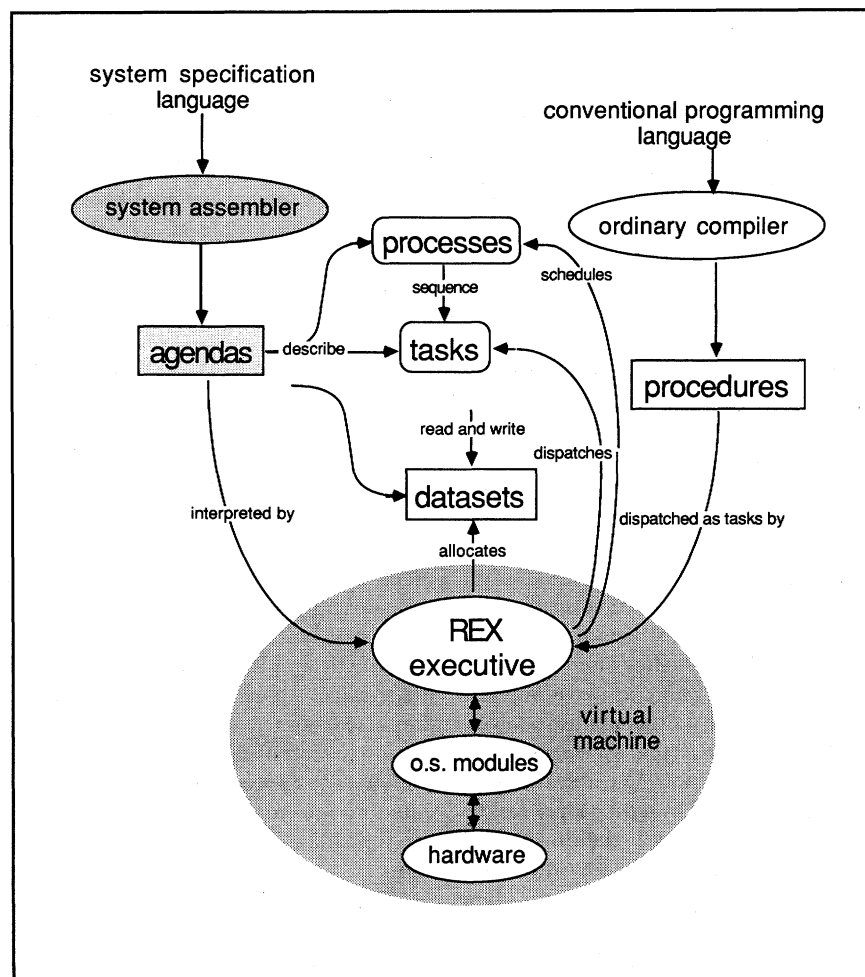 system specification
language
conventional programming
language
system assembler
ordinary compiler
processes
schedules
sequence
agendas
describe
tasks
procedures
read and write
dispatches
datasets
interpreted by
dispatched as tasks by
allocates
REX
executive
virtual
machine
o.s. modules
hardware